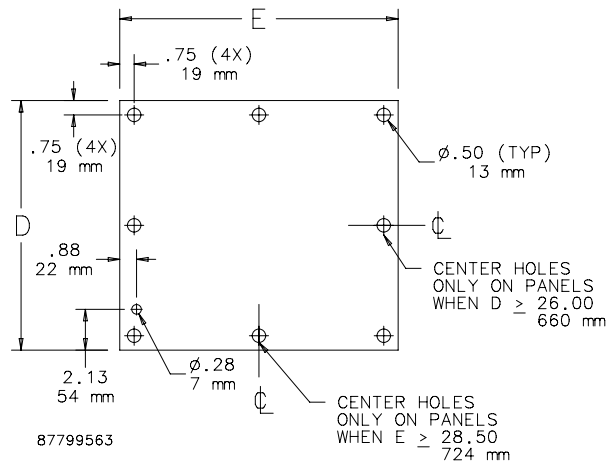 E
.75 (4X)
19 mm
.75 (4X)
19 mm
Ø.50 (TYP)
13 mm
D
.88
22 mm
℄
CENTER HOLES
ONLY ON PANELS
WHEN D ≥ 26.00
660 mm
2.13
54 mm
Ø.28
7 mm
℄
CENTER HOLES
ONLY ON PANELS
WHEN E ≥ 28.50
724 mm
87799563